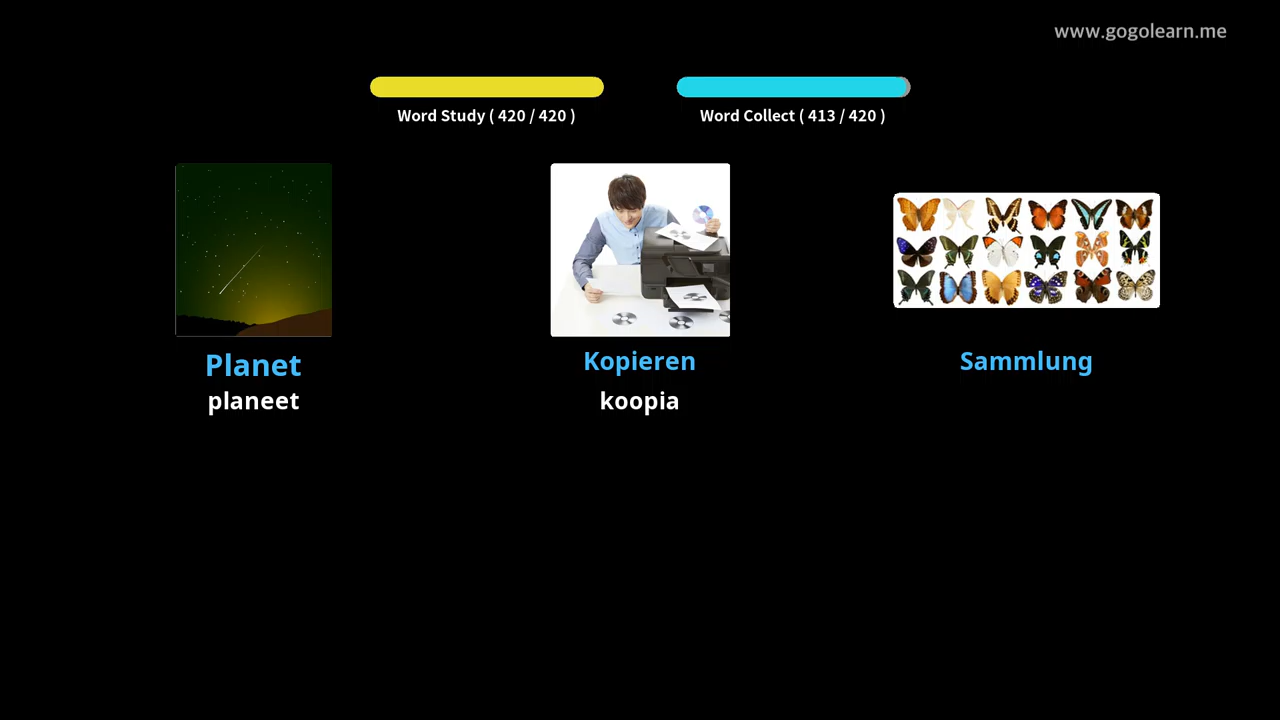 www.gogolearn.me
Word Study ( 420 / 420 )
Word Collect ( 413 / 420 )
Planet
planeet
Kopieren
koopia
Sammlung